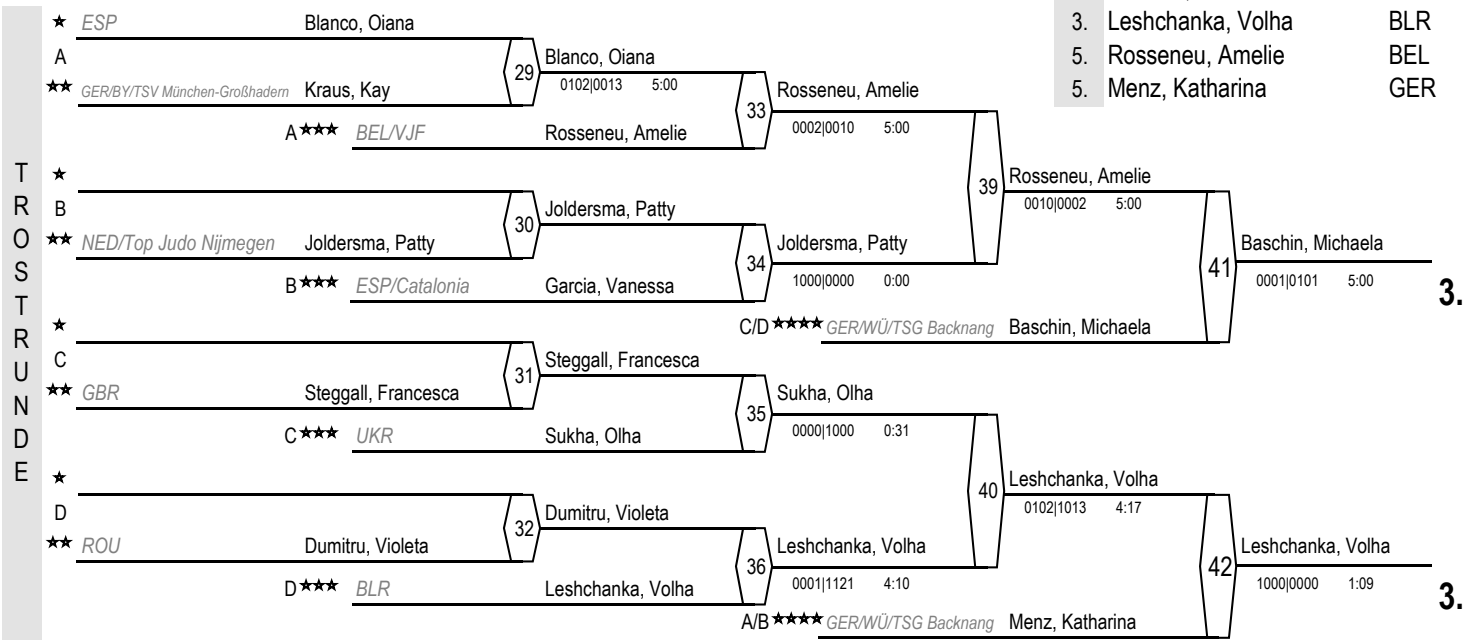 3. Leshchanka, Volha BLR
5. Rosseneu, Amelie BEL
5. Menz, Katharina GER
TROSTRUNDE
★ ESP Blanco, Oiana
A
29 Blanco, Oiana
0102|0013 5:00
★★ GER/BY/TSV München-Großhadern Kraus, Kay
33 Rosseneu, Amelie
0002|0010 5:00
A★★★ BEL/VJF Rosseneu, Amelie
39 Rosseneu, Amelie
0010|0002 5:00
★
B
30 Joldersma, Patty
★★ NED/Top Judo Nijmegen Joldersma, Patty
34 Joldersma, Patty
1000|0000 0:00
B★★★ ESP/Catalonia Garcia, Vanessa
41 Baschin, Michaela
0001|0101 5:00
3.
C/D★★★★ GER/WÜ/TSG Backnang Baschin, Michaela
★
C
31 Steggall, Francesca
★★ GBR Steggall, Francesca
35 Sukha, Olha
0000|1000 0:31
C★★★ UKR Sukha, Olha
40 Leshchanka, Volha
0102|1013 4:17
★
D
32 Dumitru, Violeta
★★ ROU Dumitru, Violeta
36 Leshchanka, Volha
0001|1121 4:10
D★★★ BLR Leshchanka, Volha
42 Leshchanka, Volha
1000|0000 1:09
3.
A/B★★★★ GER/WÜ/TSG Backnang Menz, Katharina